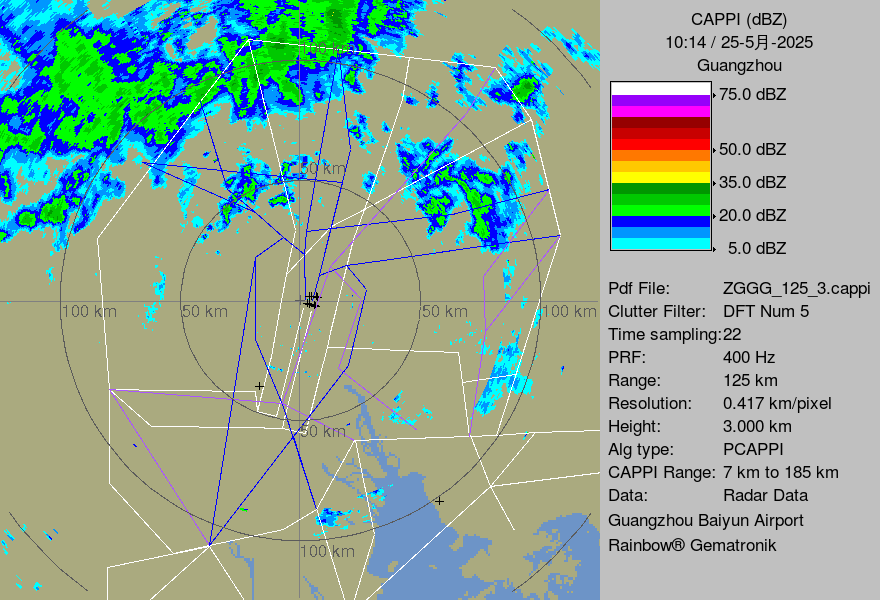 CAPPI (dBZ)
10:14 / 25-5月-2025
Guangzhou
75.0 dBZ
50.0 dBZ
35.0 dBZ
20.0 dBZ
5.0 dBZ
Pdf File: ZGGG_125_3.cappi
Clutter Filter: DFT Num 5
Time sampling:22
PRF: 400 Hz
Range: 125 km
Resolution: 0.417 km/pixel
Height: 3.000 km
Alg type: PCAPPI
CAPPI Range: 7 km to 185 km
Data: Radar Data
Guangzhou Baiyun Airport
Rainbow® Gematronik
100 km
50 km
100 km
50 km
50 km
100 km
50 km
100 km